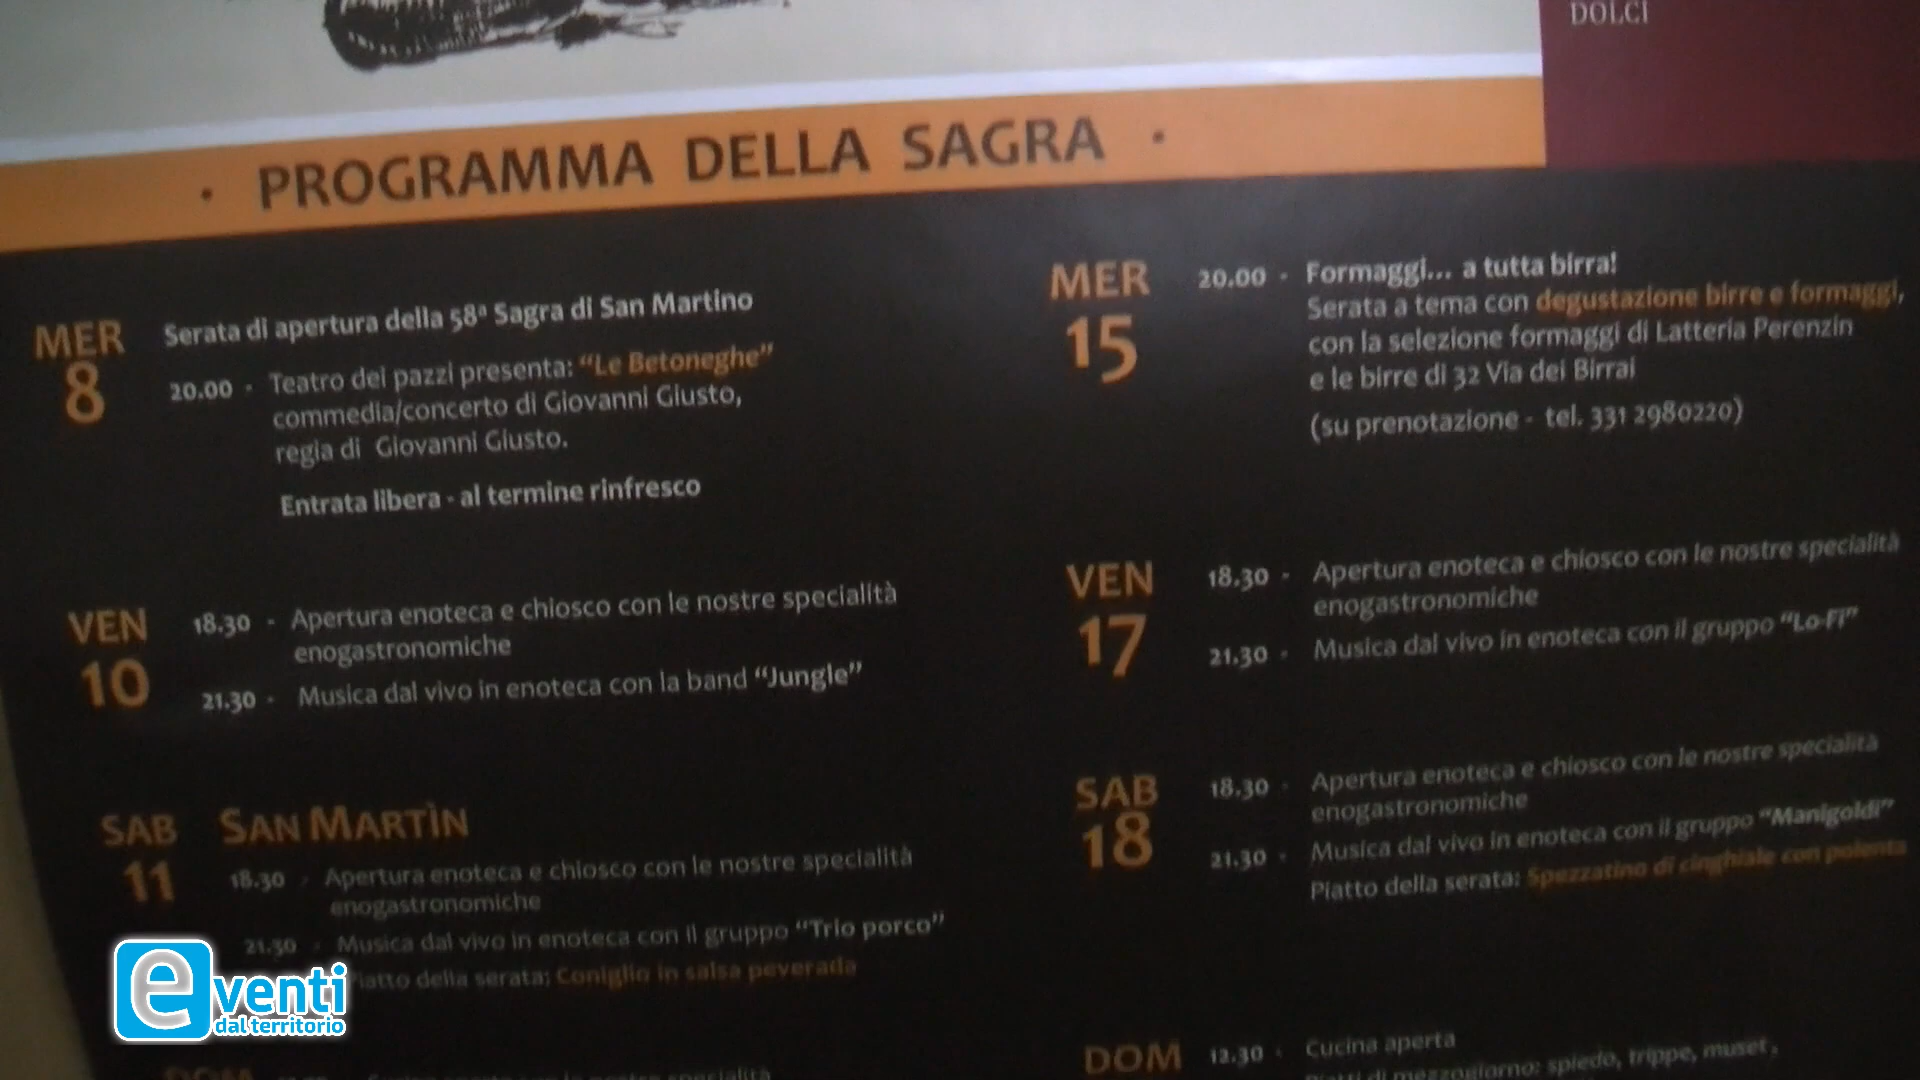 DOLCI
• PROGRAMMA DELLA SAGRA •
MER
8
Serata di apertura della 58ª Sagra di San Martino
20.00 - Teatro dei pazzi presenta: “Le Betoneghe”
commedia/concerto di Giovanni Giusto,
regia di Giovanni Giusto.
Entrata libera - al termine rinfresco
VEN
10
18.30 - Apertura enoteca e chiosco con le nostre specialità
enogastronomiche
21.30 - Musica dal vivo in enoteca con la band “Jungle”
SAB
11
SAN MARTÌN
18.30 - Apertura enoteca e chiosco con le nostre specialità
enogastronomiche
21.30 - Musica dal vivo in enoteca con il gruppo “Trio porco”
Piatto della serata: Coniglio in salsa peverada
DOM
specialità
MER
15
20.00 - Formaggi... a tutta birra!
Serata a tema con degustazione birre e formaggi,
con la selezione formaggi di Latteria Perenzin
e le birre di 32 Via dei Birrai
(su prenotazione - tel. 331 2980220)
VEN
17
18.30 - Apertura enoteca e chiosco con le nostre specialità
enogastronomiche
21.30 - Musica dal vivo in enoteca con il gruppo “Lo-Fi”
SAB
18
18.30 - Apertura enoteca e chiosco con le nostre specialità
enogastronomiche
21.30 - Musica dal vivo in enoteca con il gruppo “Manigoldi”
Piatto della serata: Spezzatino di cinghiale con polenta
DOM
12.30 - Cucina aperta
Piatti di mezzogiorno: spiedo, trippe, muset,
eventi
dal territorio